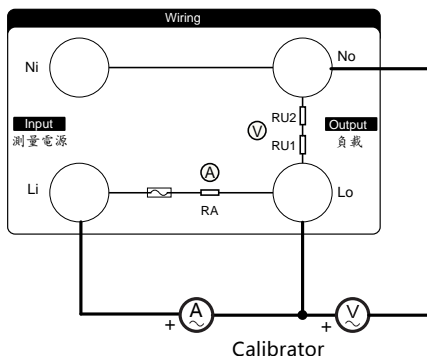 Wiring
Ni
No
RU2
V
RU1
Input
測量電源
Output
負載
A
Li
Lo
RA
+ A
+ V
Calibrator